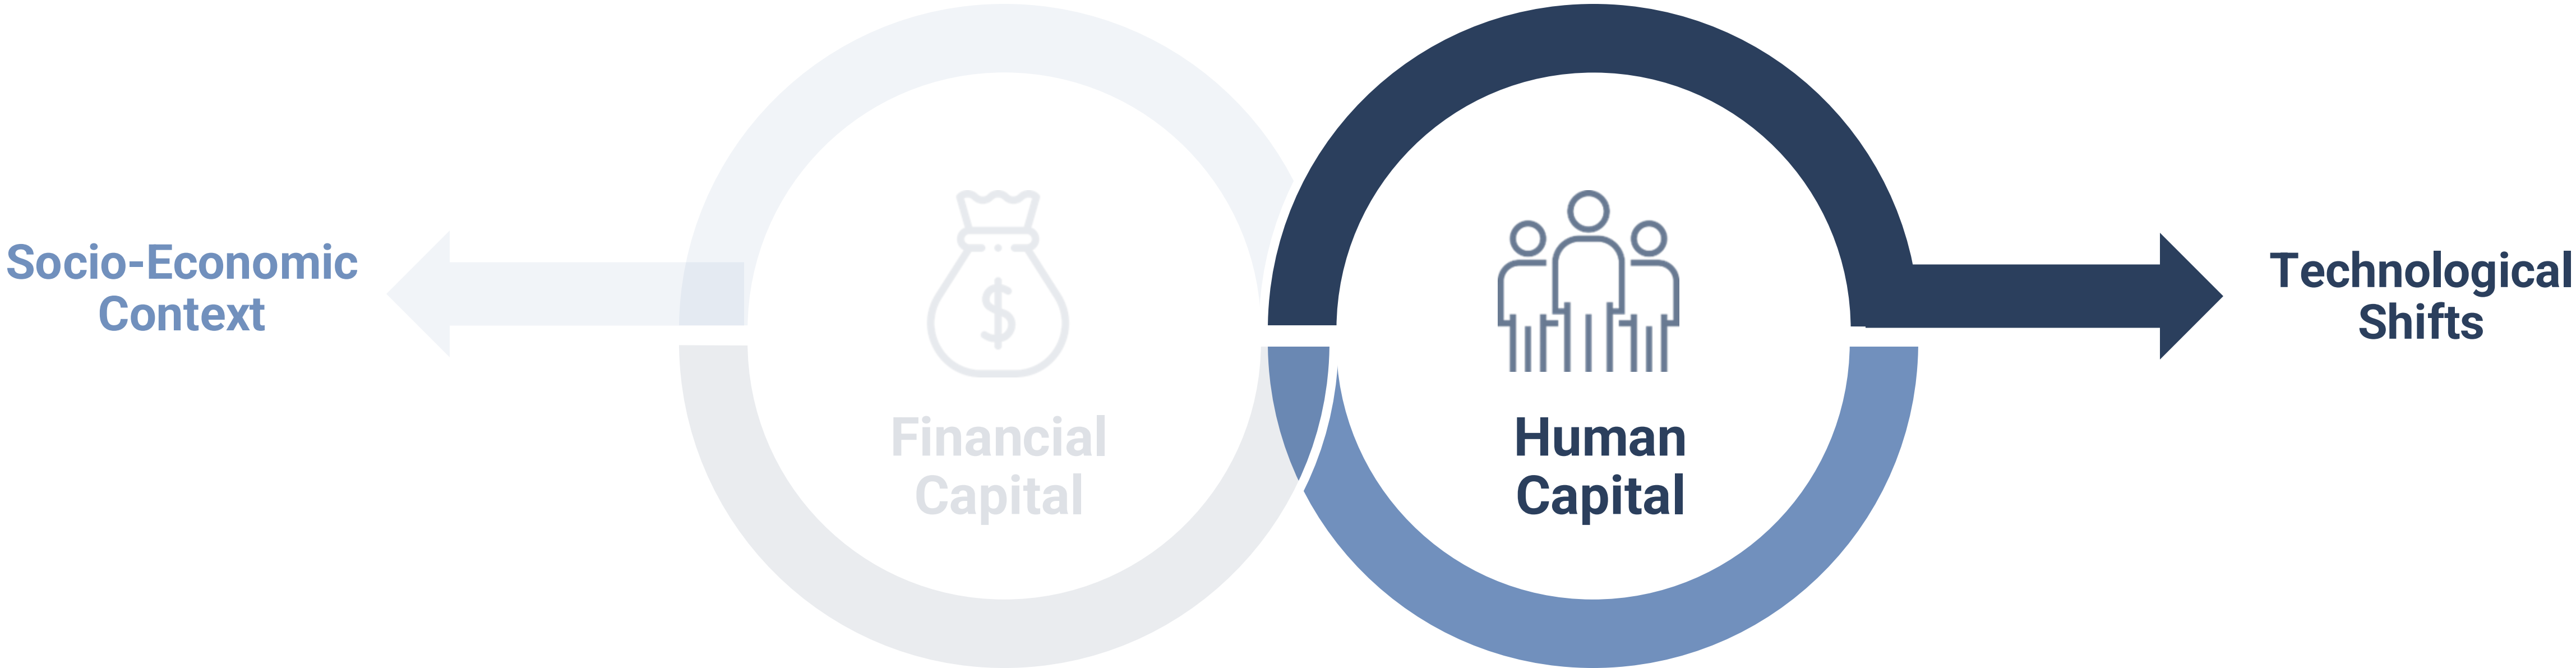 Socio-Economic
Context
$
Financial
Capital
Human
Capital
Technological
Shifts